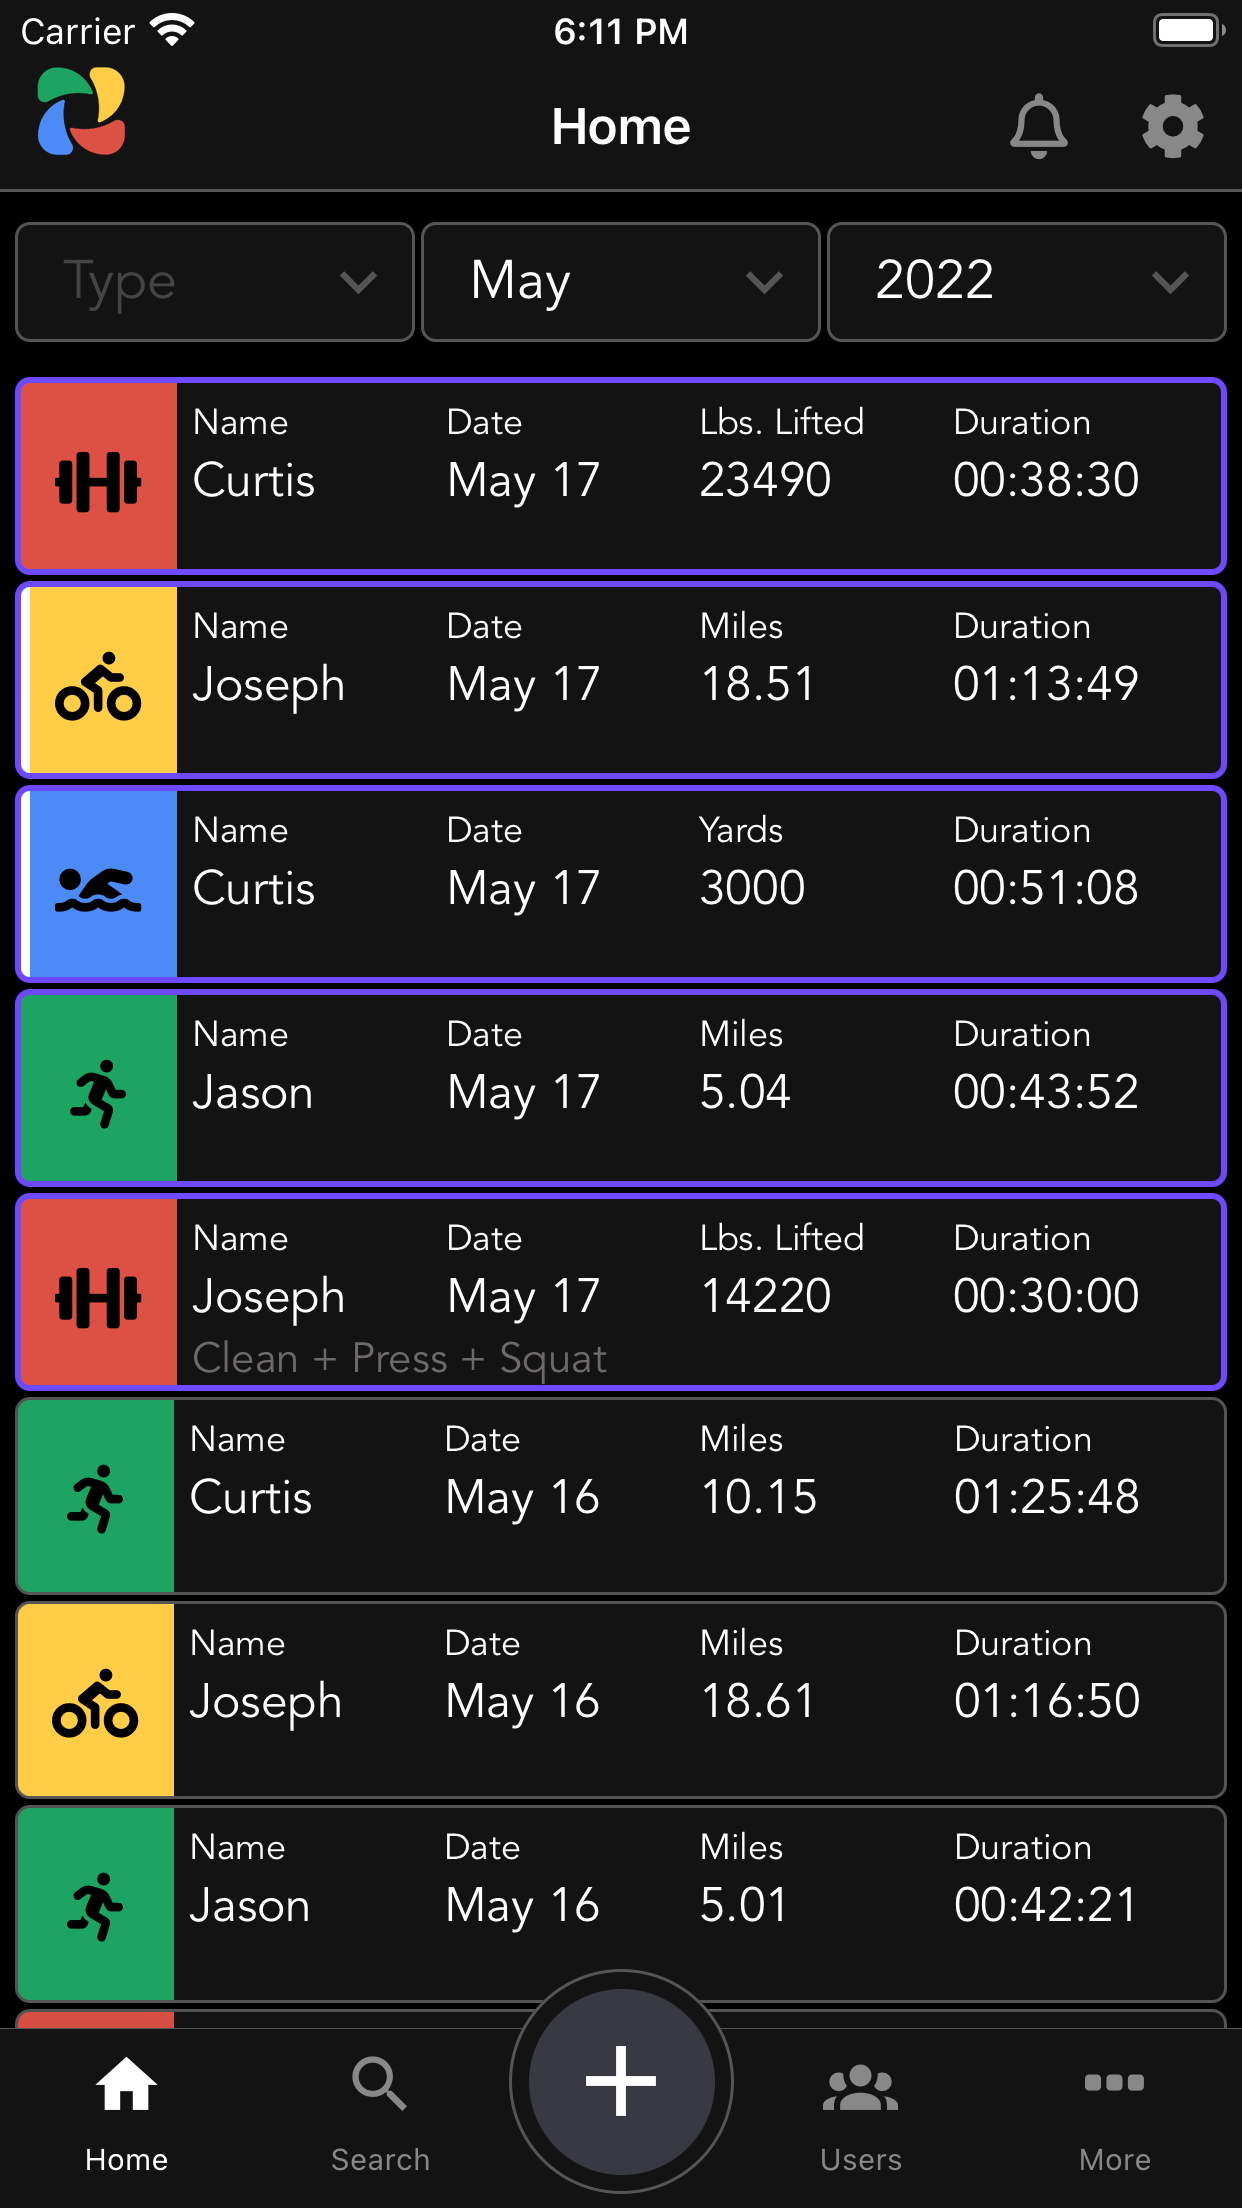 Carrier 6:11 PM
Home
Type May 2022
Name Date Lbs. Lifted Duration
Curtis May 17 23490 00:38:30
Name Date Miles Duration
Joseph May 17 18.51 01:13:49
Name Date Yards Duration
Curtis May 17 3000 00:51:08
Name Date Miles Duration
Jason May 17 5.04 00:43:52
Name Date Lbs. Lifted Duration
Joseph May 17 14220 00:30:00
Clean + Press + Squat
Name Date Miles Duration
Curtis May 16 10.15 01:25:48
Name Date Miles Duration
Joseph May 16 18.61 01:16:50
Name Date Miles Duration
Jason May 16 5.01 00:42:21
Home Search Users More